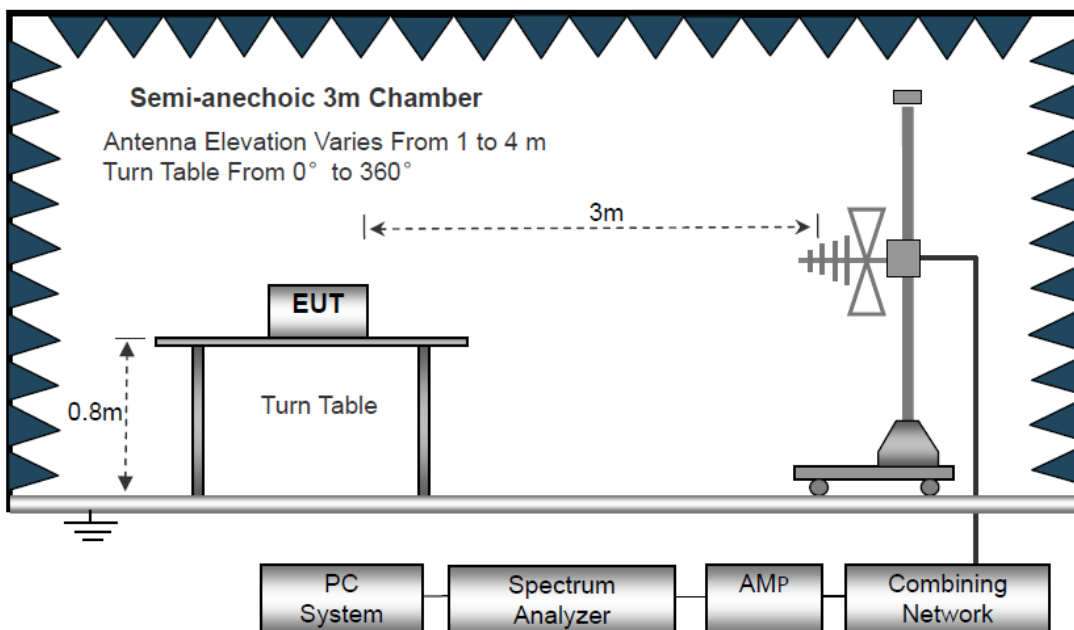 Semi-anechoic 3m Chamber
Antenna Elevation Varies From 1 to 4 m
Turn Table From 0° to 360°
3m
EUT
0.8m
Turn Table
PC
System
Spectrum
Analyzer
AMP
Combining
Network